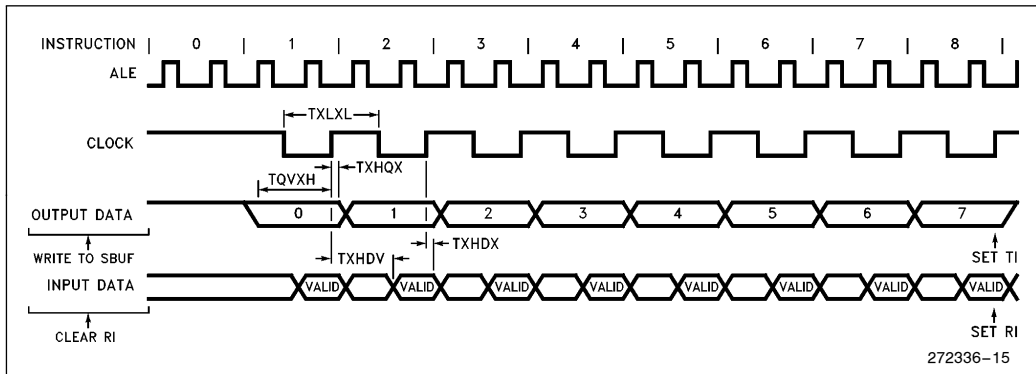 INSTRUCTION | 0 | 1 | 2 | 3 | 4 | 5 | 6 | 7 | 8 |
ALE
TXLXL
CLOCK
TQVXH
TXHQX
OUTPUT DATA 0 1 2 3 4 5 6 7
WRITE TO SBUF
TXHDV
TXHDX
SET TI
INPUT DATA VALID VALID VALID VALID VALID VALID VALID VALID
CLEAR RI
SET RI
272336-15